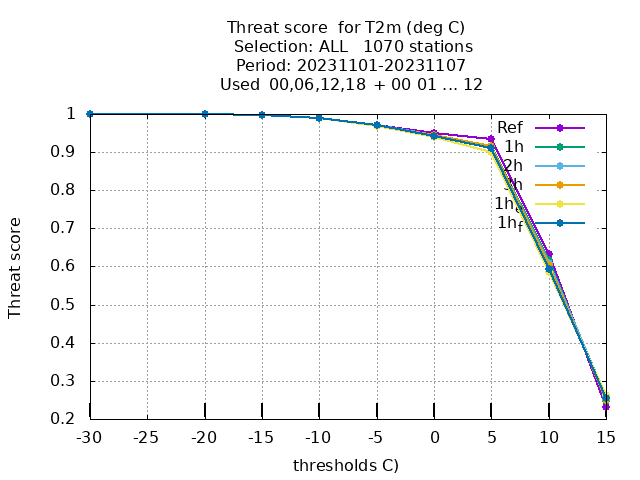 Threat score  for T2m (deg C)
Selection: ALL   1070 stations
Period: 20231101-20231107
Used  00,06,12,18  + 00 01 ... 12
Threat score
1
0.9
0.8
0.7
0.6
0.5
0.4
0.3
0.2
-30
-25
-20
-15
-10
-5
0
5
10
15
thresholds C)
Ref
1h
2h
3h
1h
1hf